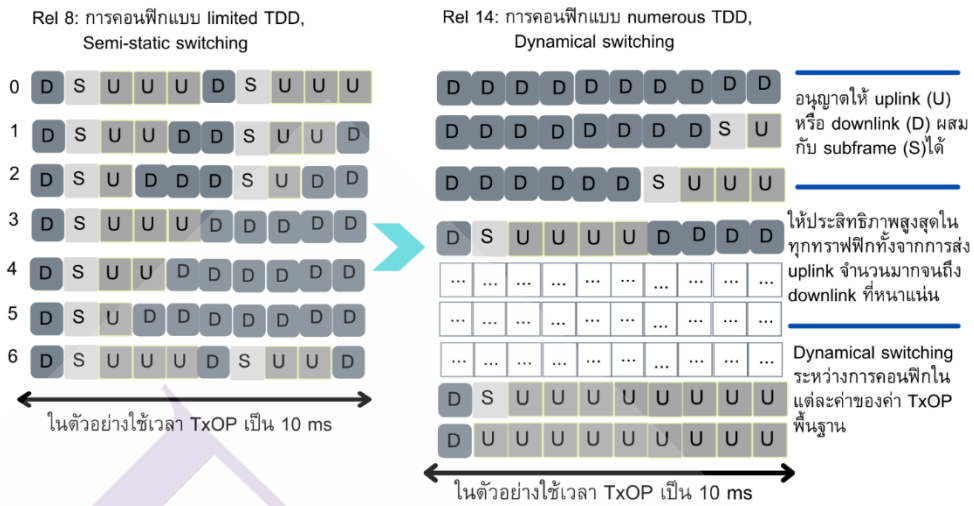 Rel 8: การคอนฟิกแบบ limited TDD,
Semi-static switching
0 D S U U U D S U U U
1 D S U U D D S U U D
2 D S U D D D S U D D
3 D S U U U D D D D D
4 D S U U D D D D D D
5 D S U D D D D D D D
6 D S U U U D S U U D
ในตัวอย่างใช้เวลา TxOP เป็น 10 ms
Rel 14: การคอนฟิกแบบ numerous TDD,
Dynamical switching
D D D D D D D D D D
D D D D D D D D S U
D D D D D D S U U U
D S U U U U D D D D
... ... ... ... ... ... ... ... ... ...
... ... ... ... ... ... ... ... ... ...
... ... ... ... ... ... ... ... ... ...
D S U U U U U U U U
D U U U U U U U U U
ในตัวอย่างใช้เวลา TxOP เป็น 10 ms
อนุญาตให้ uplink (U)
หรือ downlink (D) ผสม
กับ subframe (S)ได้
ให้ประสิทธิภาพสูงสุดใน
ทุกทราฟฟิกทั้งจากการส่ง
uplink จำนวนมากจนถึง
downlink ที่หนาแน่น
Dynamical switching
ระหว่างการคอนฟิกใน
แต่ละค่าของค่า TxOP
พื้นฐาน